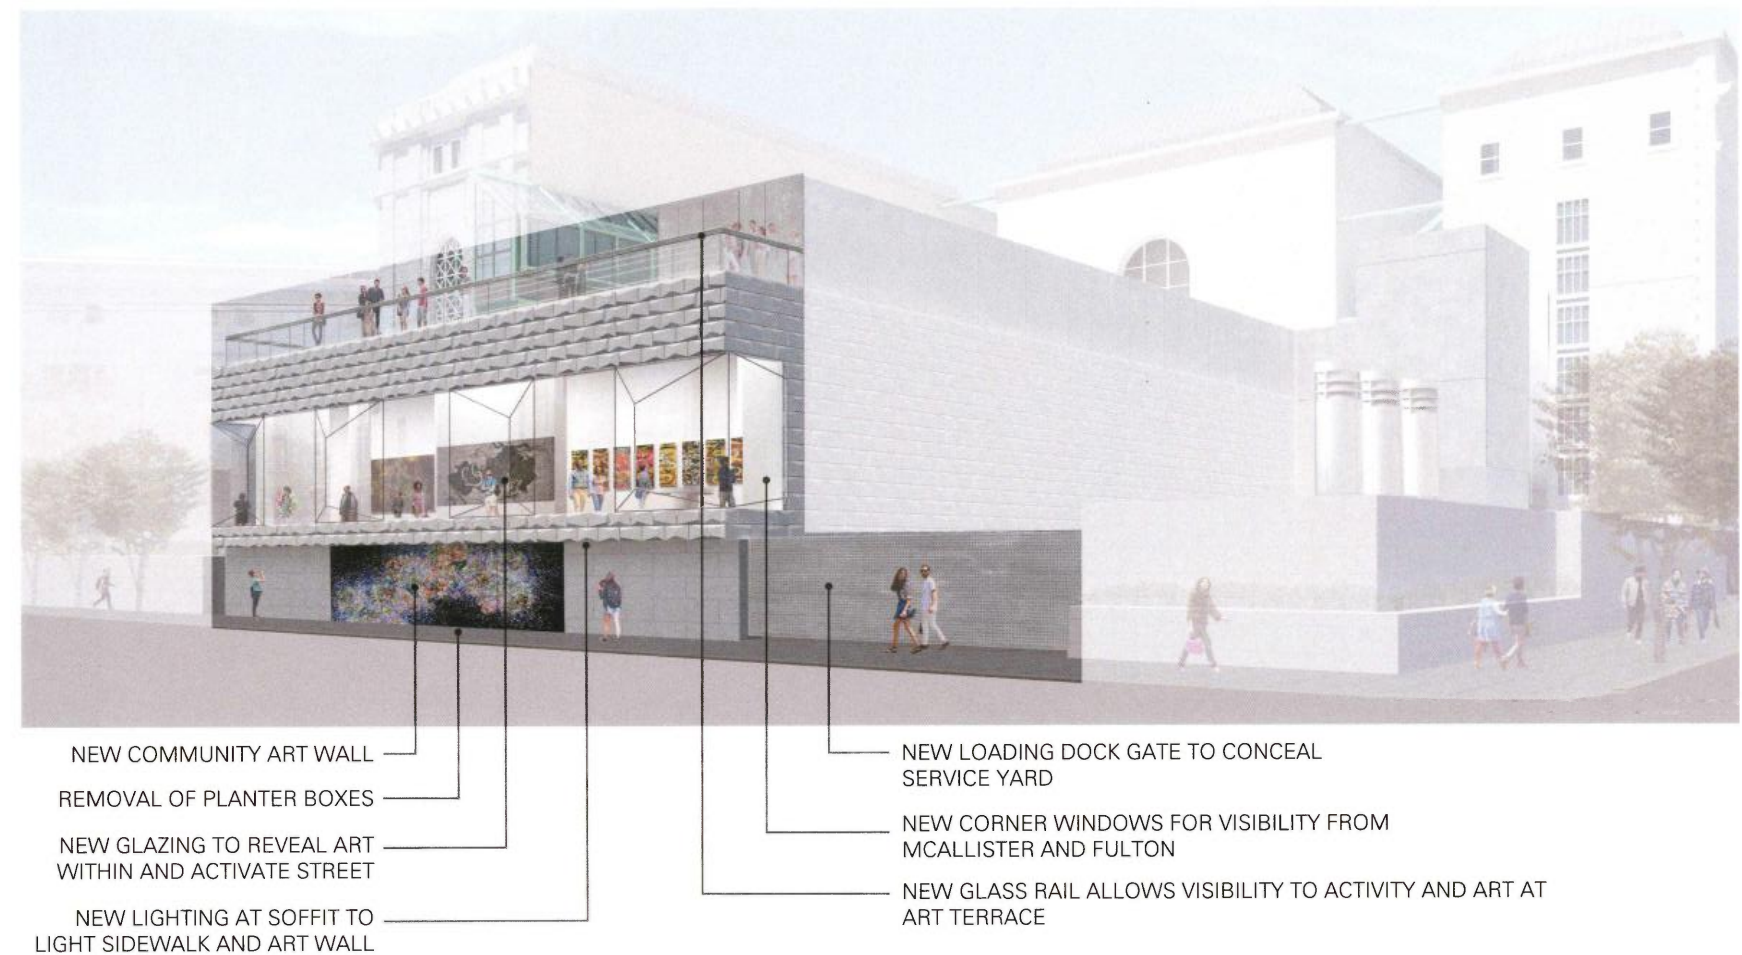 NEW COMMUNITY ART WALL
REMOVAL OF PLANTER BOXES
NEW GLAZING TO REVEAL ART
WITHIN AND ACTIVATE STREET
NEW LIGHTING AT SOFFIT TO
LIGHT SIDEWALK AND ART WALL
NEW LOADING DOCK GATE TO CONCEAL
SERVICE YARD
NEW CORNER WINDOWS FOR VISIBILITY FROM
MCALLISTER AND FULTON
NEW GLASS RAIL ALLOWS VISIBILITY TO ACTIVITY AND ART AT
ART TERRACE